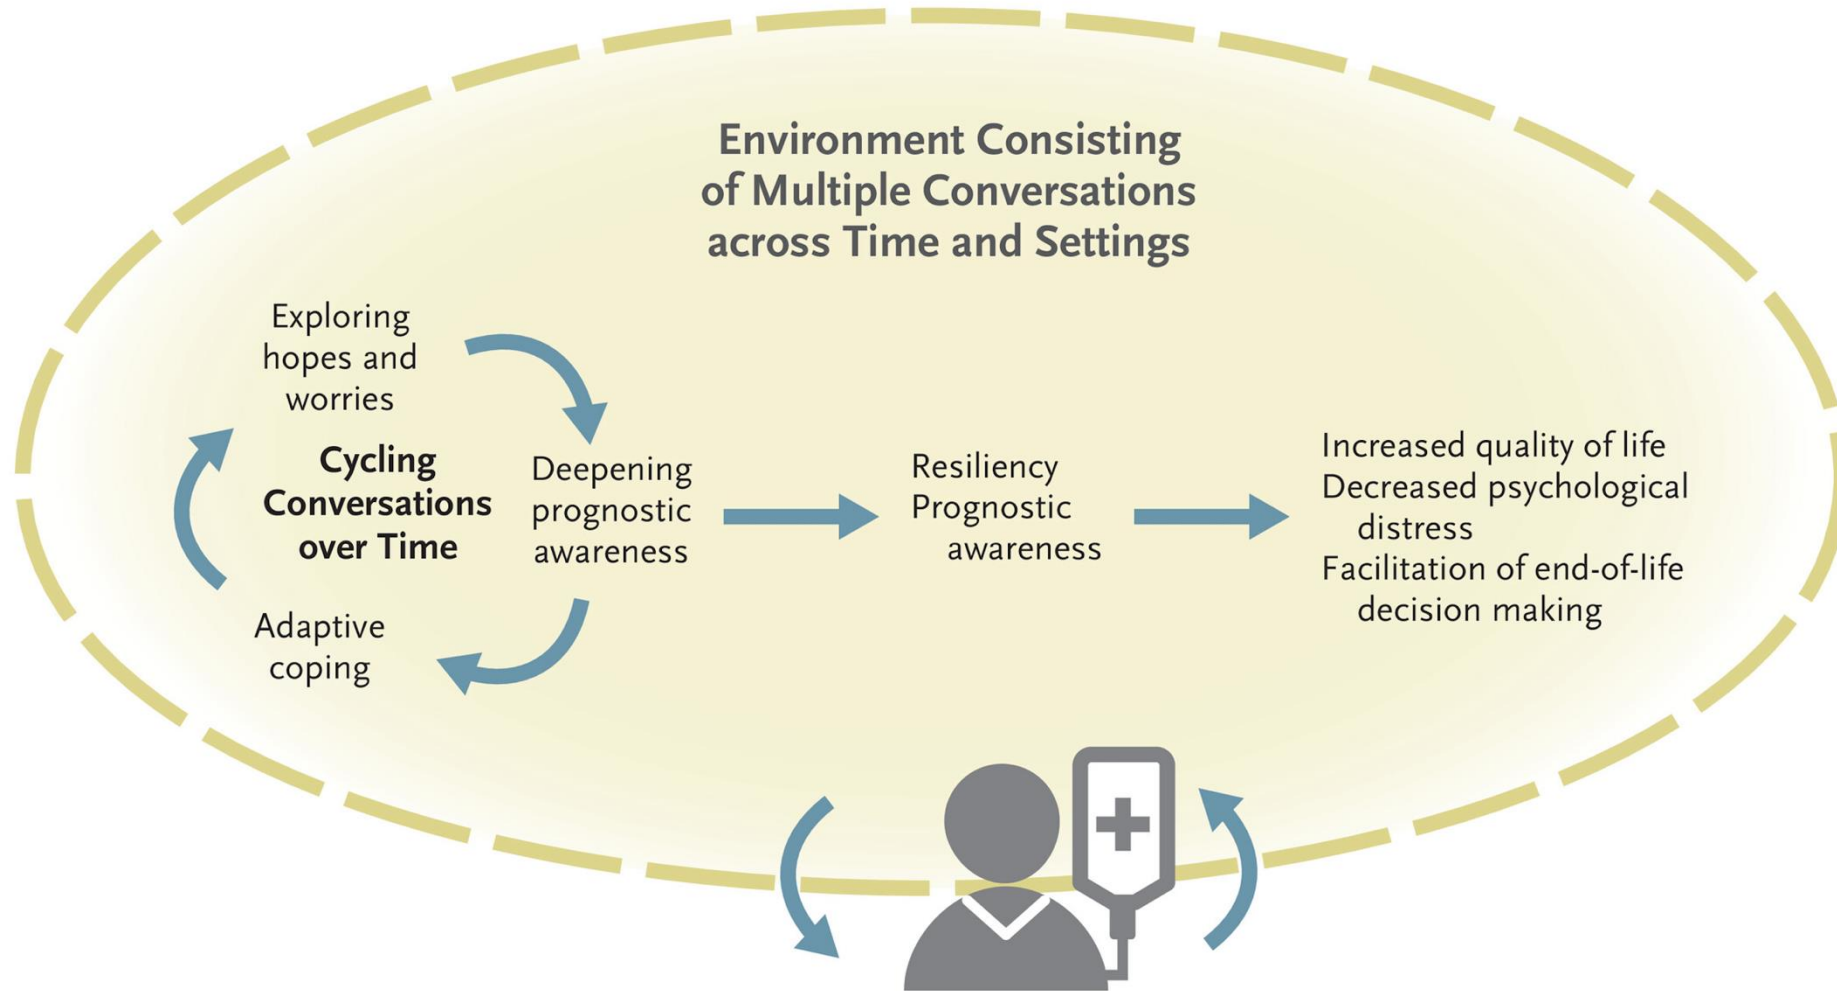 Environment Consisting
of Multiple Conversations
across Time and Settings
Exploring
hopes and
worries
Cycling
Conversations
over Time
Deepening
prognostic
awareness
Adaptive
coping
Resiliency
Prognostic
awareness
Increased quality of life
Decreased psychological
distress
Facilitation of end-of-life
decision making